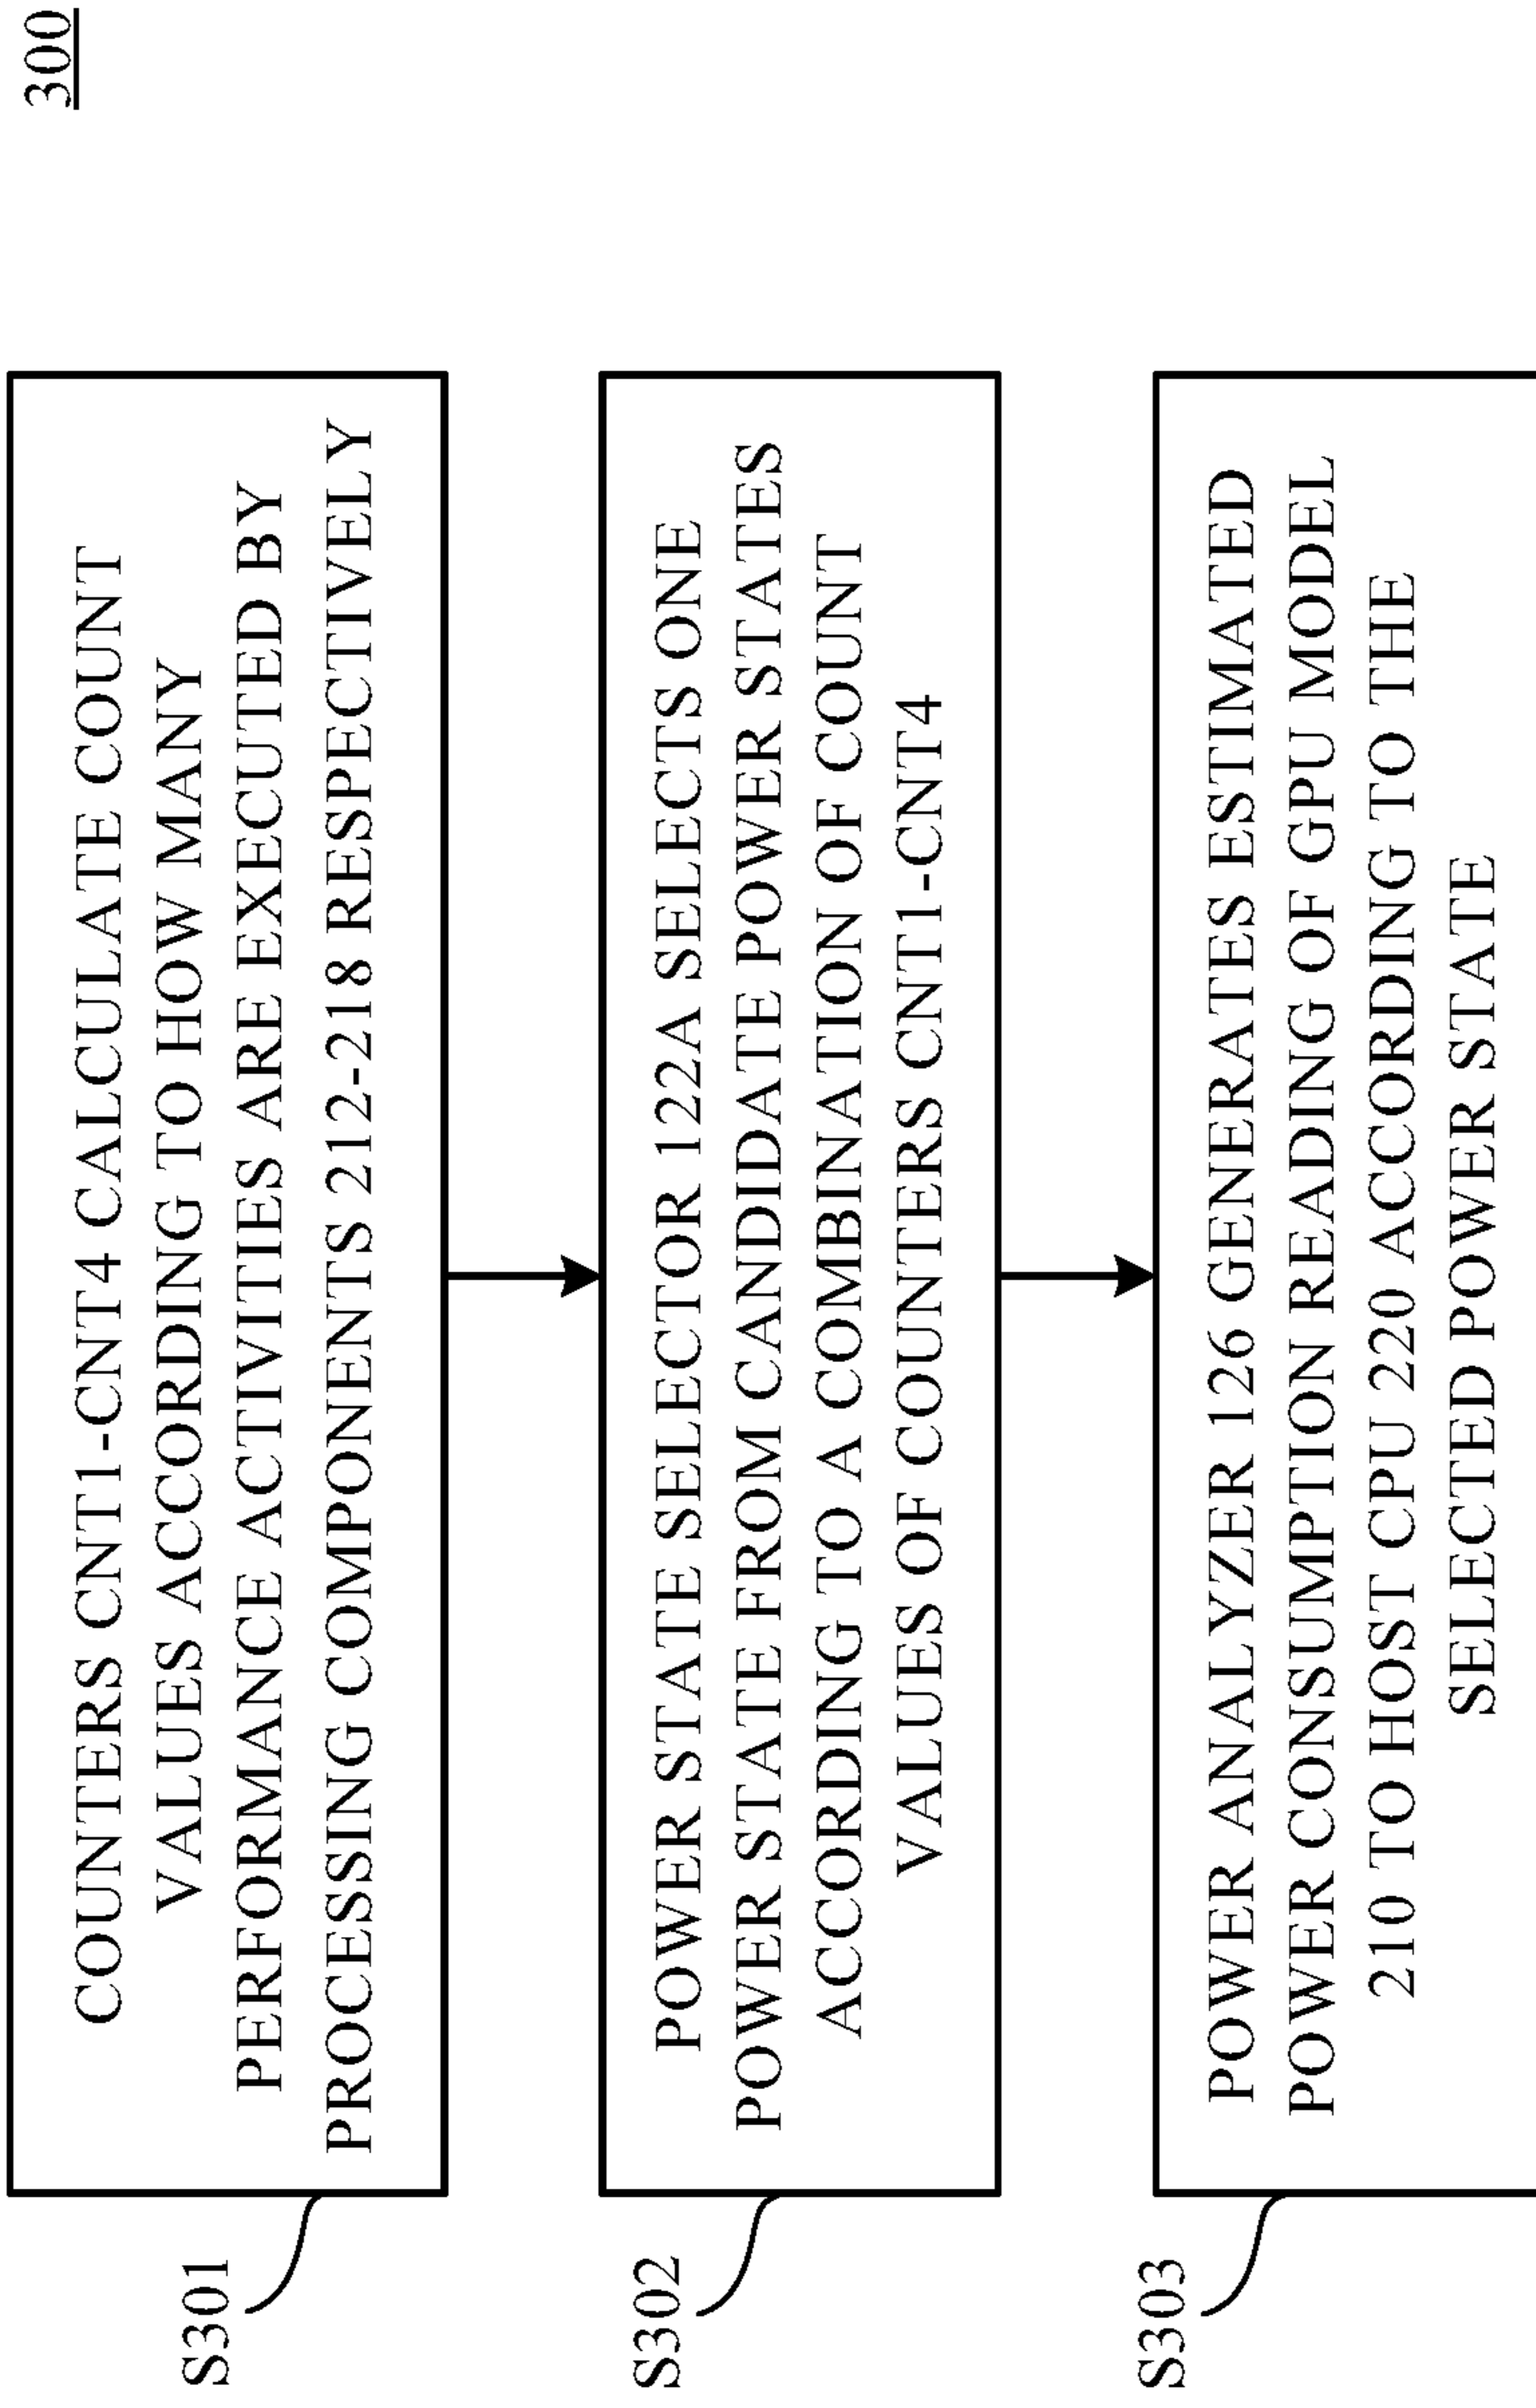 300
S301
COUNTERS CNT1-CNT4 CALCULATE COUNT
VALUES ACCORDING TO HOW MANY
PERFORMANCE ACTIVITIES ARE EXECUTED BY
PROCESSING COMPONENTS 212-218 RESPECTIVELY
S302
POWER STATE SELECTOR 122A SELECTS ONE
POWER STATE FROM CANDIDATE POWER STATES
ACCORDING TO A COMBINATION OF COUNT
VALUES OF COUNTERS CNT1-CNT4
S303
POWER ANALYZER 126 GENERATES ESTIMATED
POWER CONSUMPTION READING OF GPU MODEL
210 TO HOST CPU 220 ACCORDING TO THE
SELECTED POWER STATE